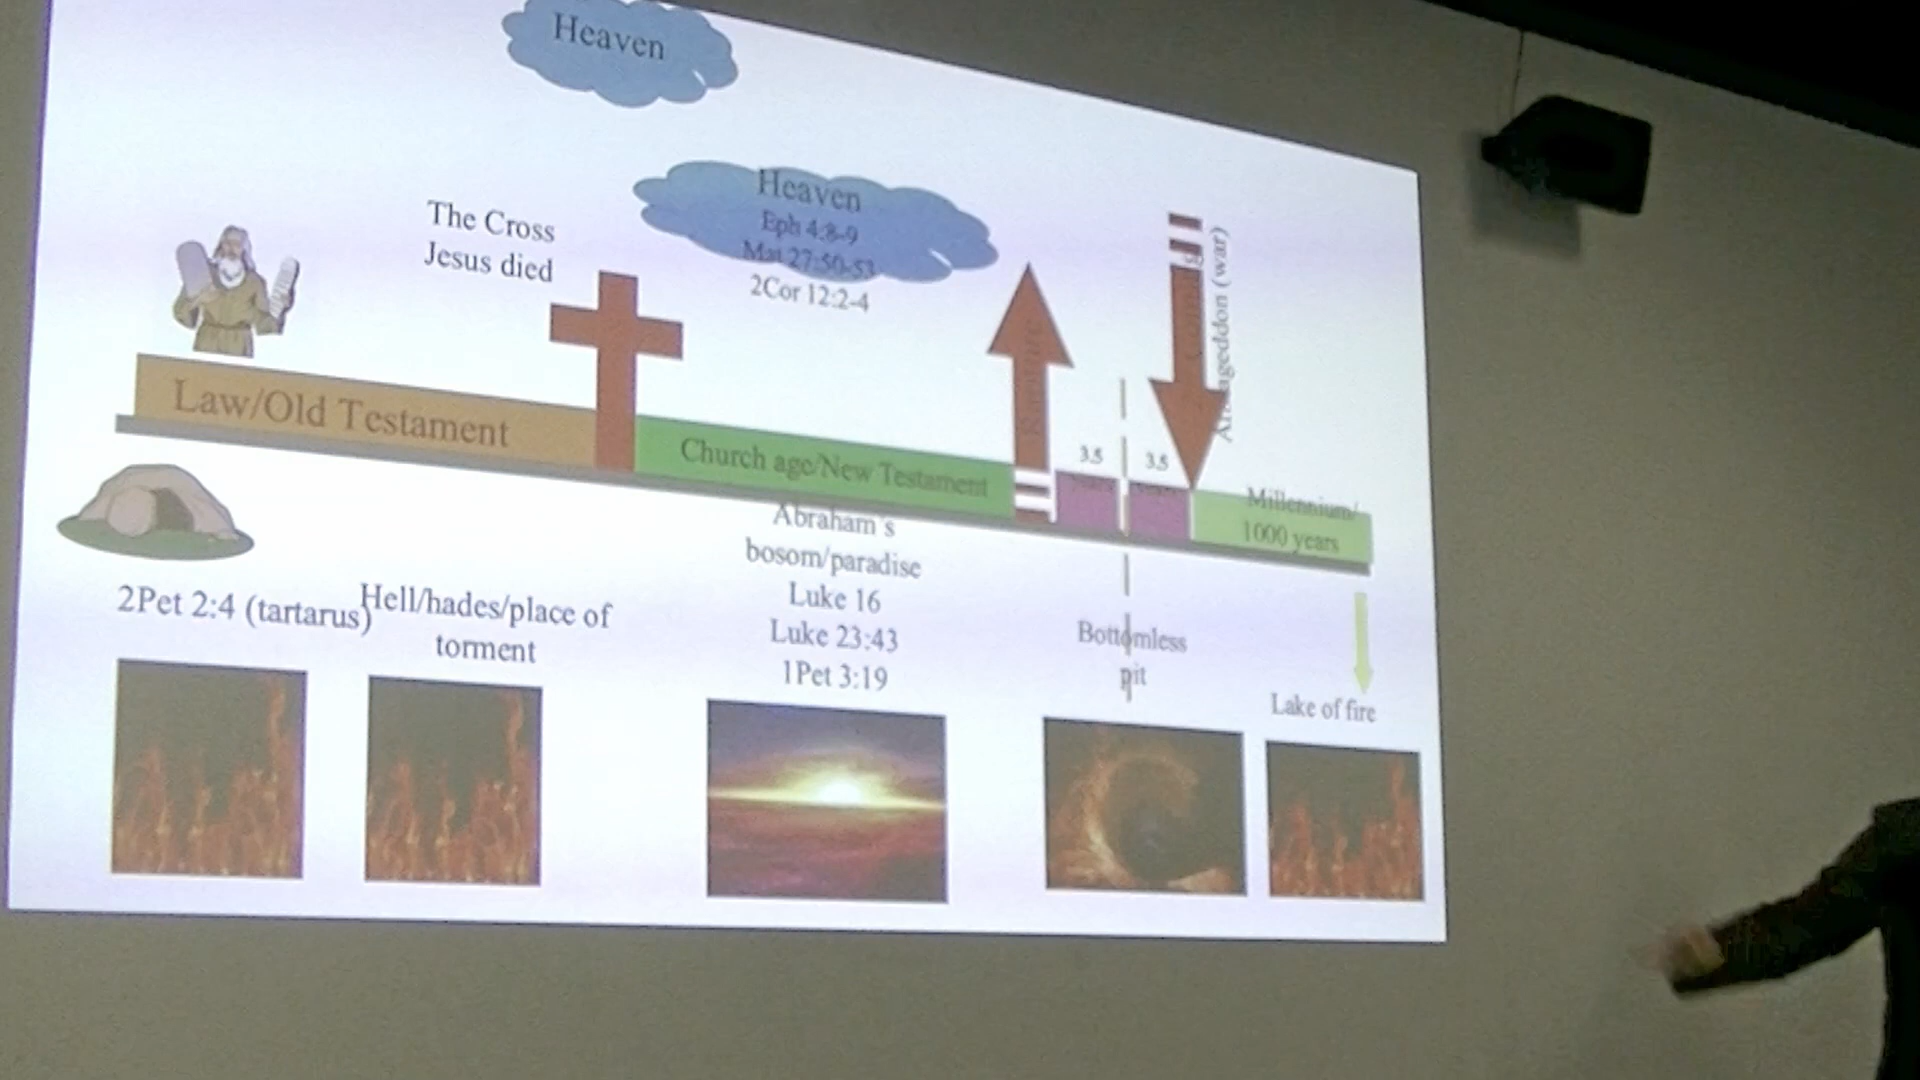 Heaven
Heaven
Eph 4:8-9
Mat 27:50-53
2Cor 12:2-4
The Cross
Jesus died
Rapture
Armageddon (war)
Law/Old Testament
Church age/New Testament
3.5
3.5
Millennium/
1000 years
Abraham's
bosom/paradise
Luke 16
Luke 23:43
1Pet 3:19
2Pet 2:4 (tartarus)
Hell/hades/place of
torment
Bottomless
pit
Lake of fire